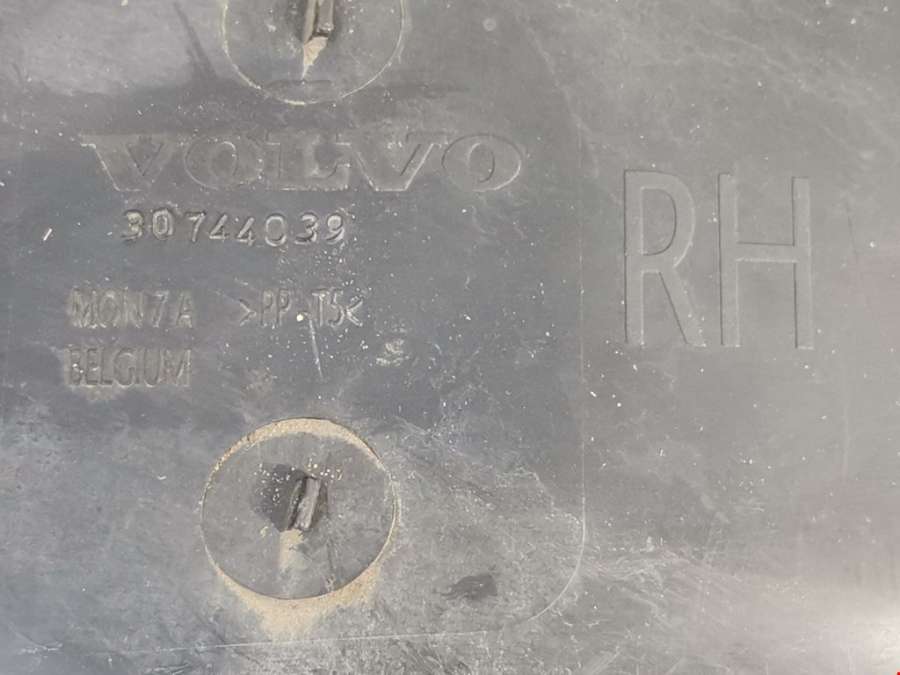 VOLVO
30744039
RH
MON 7 A >PP-T5<
BELGIUM